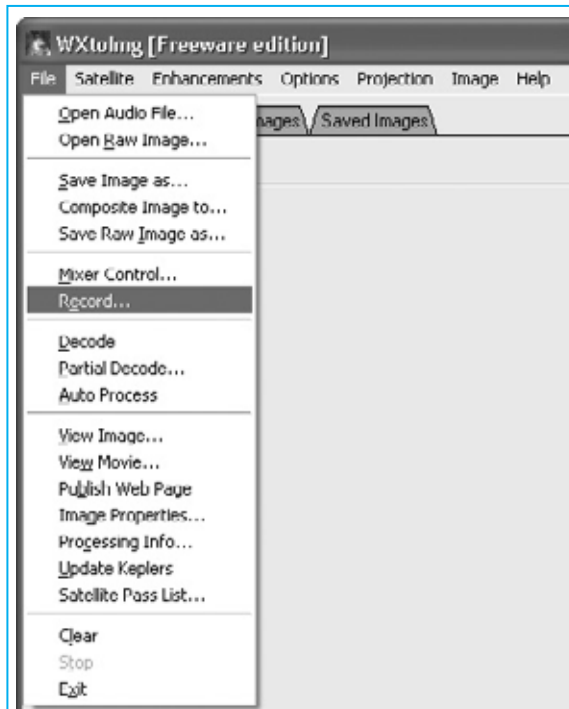 WXtoImg [Freeware edition]
File Satellite Enhancements Options Projection Image Help
Saved Images
Open Audio File...
Open Raw Image...
Save Image as...
Composite Image to...
Save Raw Image as...
Mixer Control...
Record...
Decode
Partial Decode...
Auto Process
View Image...
View Movie...
Publish Web Page
Image Properties...
Processing Info...
Update Keplers
Satellite Pass List...
Clear
Stop
Exit